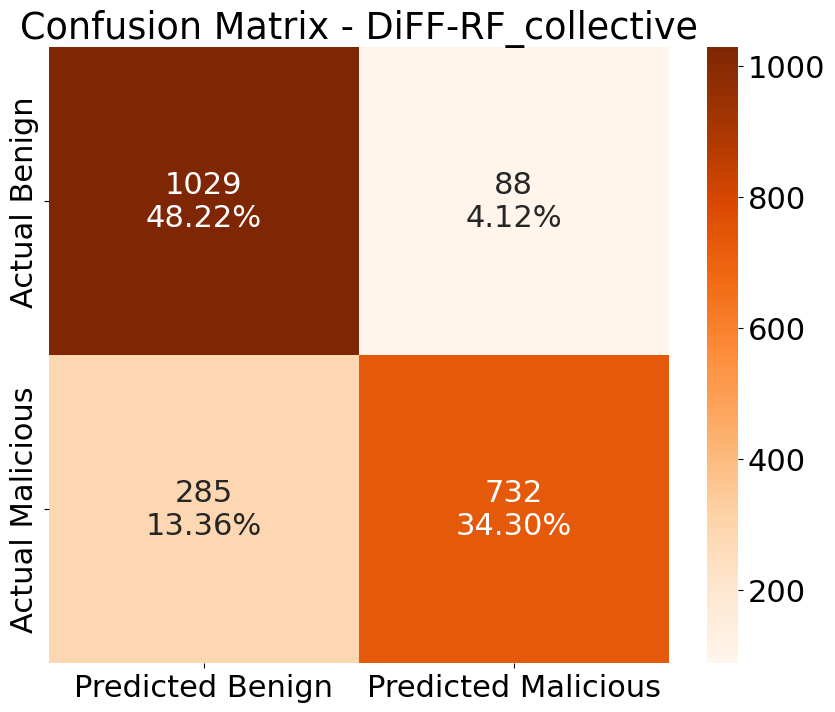 Confusion Matrix - DiFF-RF_collective
Actual Benign
1029
48.22%
88
4.12%
Actual Malicious
285
13.36%
732
34.30%
Predicted Benign
Predicted Malicious
1000
800
600
400
200